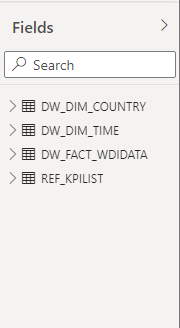 Fields
Search
DW_DIM_COUNTRY
DW_DIM_TIME
DW_FACT_WDIDATA
REF_KPILIST